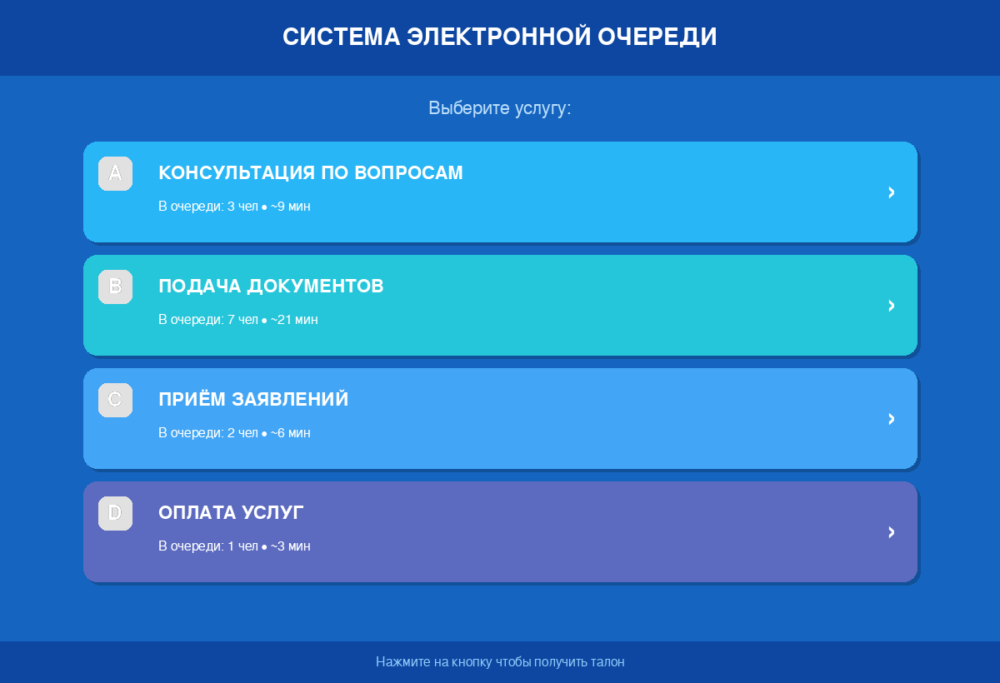 СИСТЕМА ЭЛЕКТРОННОЙ ОЧЕРЕДИ
Выберите услугу:
A
КОНСУЛЬТАЦИЯ ПО ВОПРОСАМ
В очереди: 3 чел • ~9 мин
›
B
ПОДАЧА ДОКУМЕНТОВ
В очереди: 7 чел • ~21 мин
›
C
ПРИЁМ ЗАЯВЛЕНИЙ
В очереди: 2 чел • ~6 мин
›
D
ОПЛАТА УСЛУГ
В очереди: 1 чел • ~3 мин
›
Нажмите на кнопку чтобы получить талон